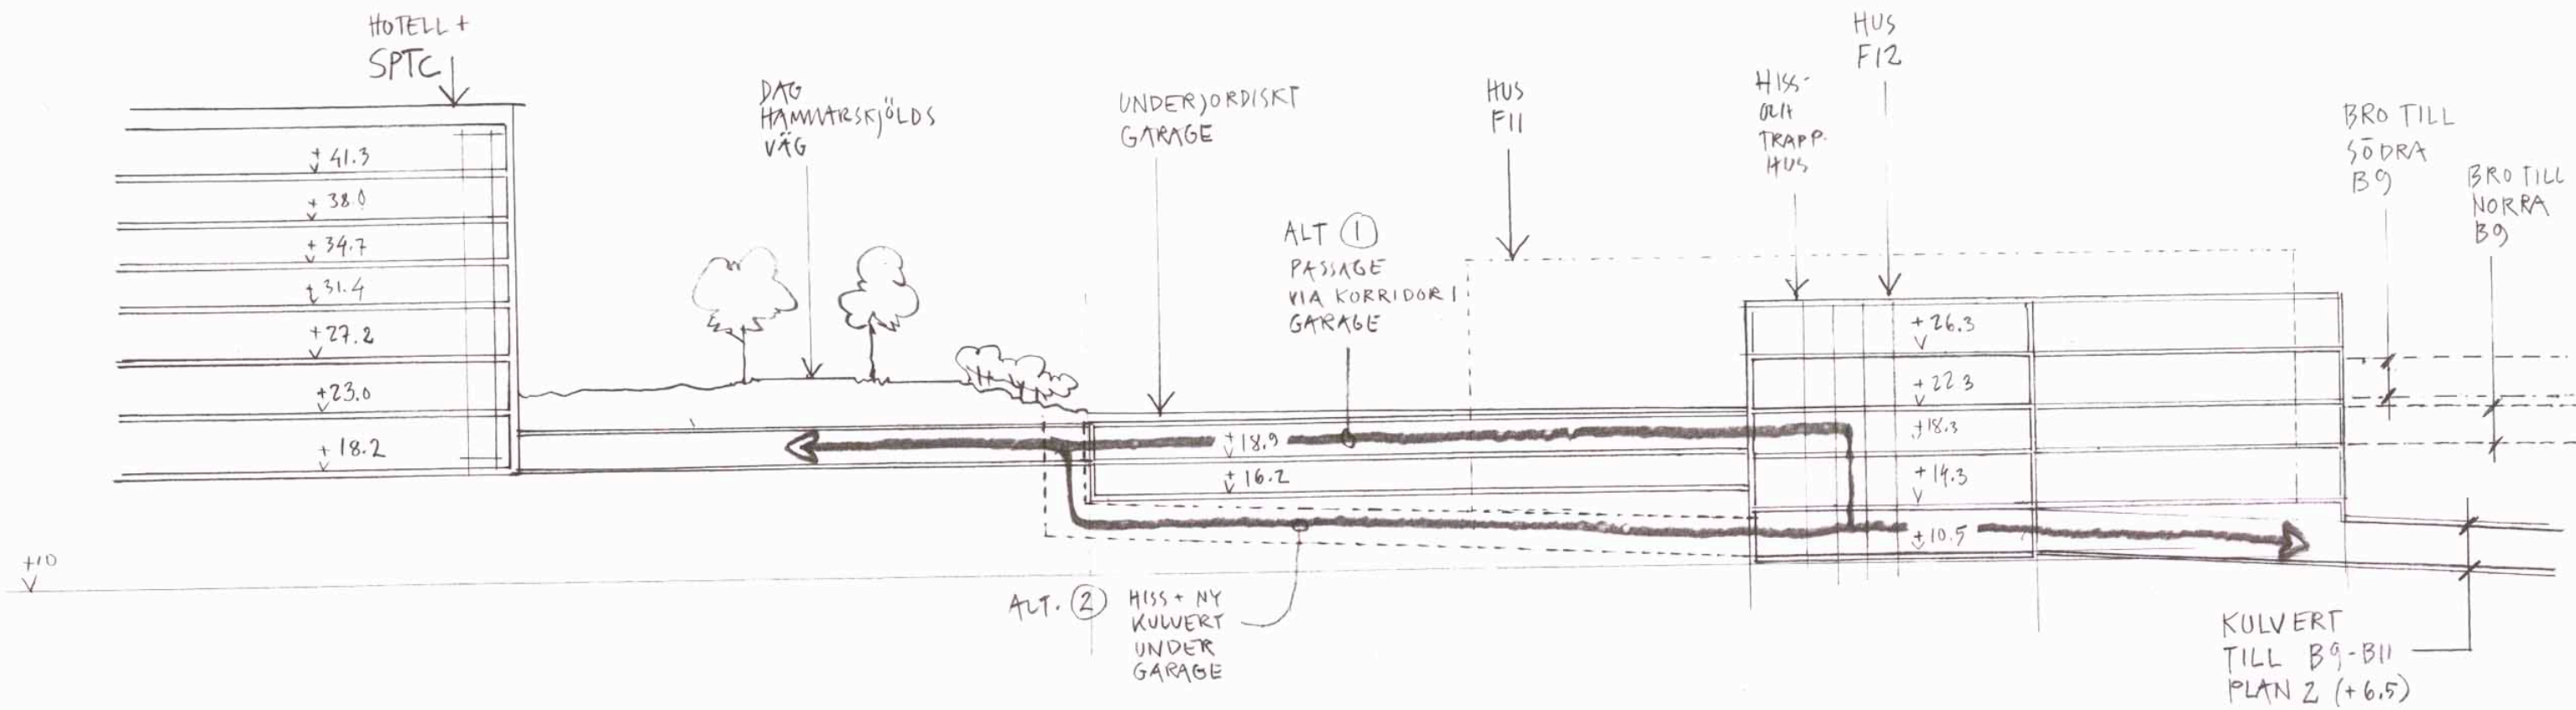 HOTELL +
SPTC
DAG
HAMMARSKJÖLDS
VÄG
UNDERJORDISKT
GARAGE
HUS
F11
HISS-
OCH
TRAPP.
HUS
HUS
F12
BRO TILL
SÖDRA
B9
BRO TILL
NORRA
B9
ALT 1
PASSAGE
VIA KORRIDOR I
GARAGE
+41.3
+38.0
+34.7
+31.4
+27.2
+23.0
+18.2
+18.9
+16.2
+26.3
+22.3
+18.3
+14.3
+10.5
+10
ALT. 2
HISS + NY
KULVERT
UNDER
GARAGE
KULVERT
TILL B9-B11
PLAN 2 (+6.5)